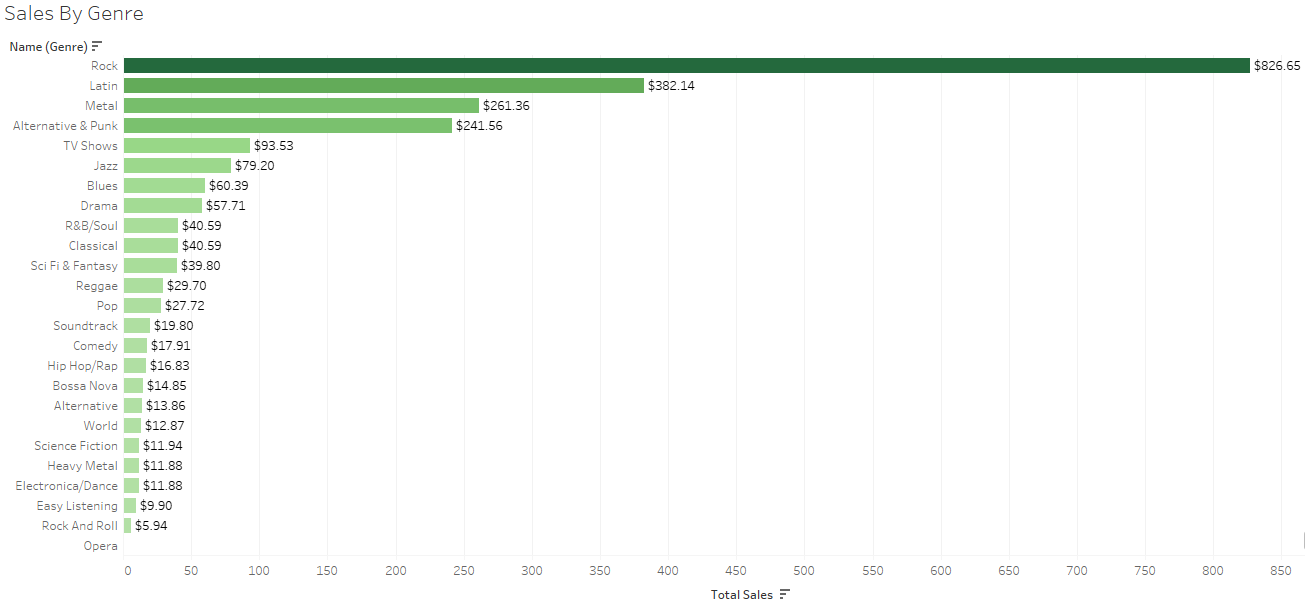 Sales By Genre
Name (Genre)
Rock $826.65
Latin $382.14
Metal $261.36
Alternative & Punk $241.56
TV Shows $93.53
Jazz $79.20
Blues $60.39
Drama $57.71
R&B/Soul $40.59
Classical $40.59
Sci Fi & Fantasy $39.80
Reggae $29.70
Pop $27.72
Soundtrack $19.80
Comedy $17.91
Hip Hop/Rap $16.83
Bossa Nova $14.85
Alternative $13.86
World $12.87
Science Fiction $11.94
Heavy Metal $11.88
Electronica/Dance $11.88
Easy Listening $9.90
Rock And Roll $5.94
Opera
0 50 100 150 200 250 300 350 400 450 500 550 600 650 700 750 800 850
Total Sales